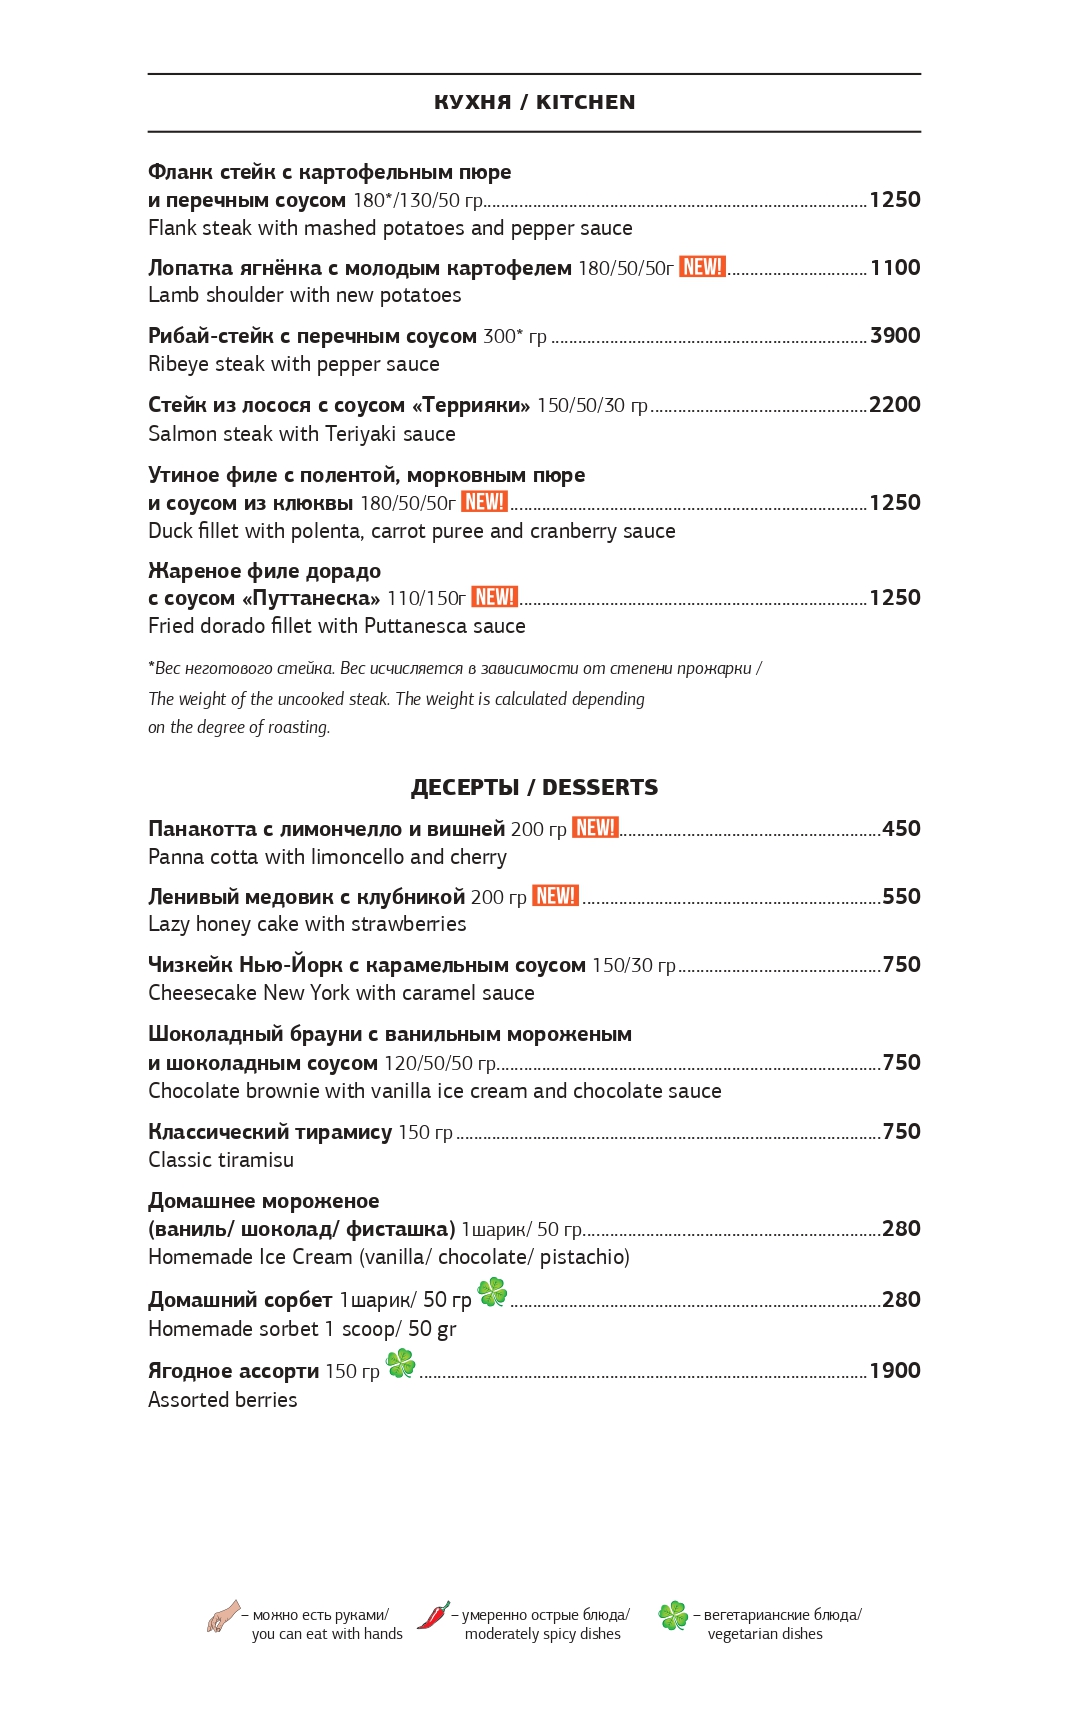 КУХНЯ / KITCHEN
Фланк стейк с картофельным пюре
и перечным соусом 180*/130/50 гр..........1250
Flank steak with mashed potatoes and pepper sauce
Лопатка ягнёнка с молодым картофелем 180/50/50г NEW!..........1100
Lamb shoulder with new potatoes
Рибай-стейк с перечным соусом 300* гр..........3900
Ribeye steak with pepper sauce
Стейк из лосося с соусом «Террияки» 150/50/30 гр..........2200
Salmon steak with Teriyaki sauce
Утиное филе с полентой, морковным пюре
и соусом из клюквы 180/50/50г NEW!..........1250
Duck fillet with polenta, carrot puree and cranberry sauce
Жареное филе дорадо
с соусом «Путтанеска» 110/150г NEW!..........1250
Fried dorado fillet with Puttanesca sauce
*Вес неготового стейка. Вес исчисляется в зависимости от степени прожарки /
The weight of the uncooked steak. The weight is calculated depending
on the degree of roasting.
ДЕСЕРТЫ / DESSERTS
Панакотта с лимончелло и вишней 200 гр NEW!..........450
Panna cotta with limoncello and cherry
Ленивый медовик с клубникой 200 гр NEW!..........550
Lazy honey cake with strawberries
Чизкейк Нью-Йорк с карамельным соусом 150/30 гр..........750
Cheesecake New York with caramel sauce
Шоколадный брауни с ванильным мороженым
и шоколадным соусом 120/50/50 гр..........750
Chocolate brownie with vanilla ice cream and chocolate sauce
Классический тирамису 150 гр..........750
Classic tiramisu
Домашнее мороженое
(ваниль/ шоколад/ фисташка) 1шарик/ 50 гр..........280
Homemade Ice Cream (vanilla/ chocolate/ pistachio)
Домашний сорбет 1шарик/ 50 гр..........280
Homemade sorbet 1 scoop/ 50 gr
Ягодное ассорти 150 гр..........1900
Assorted berries
– можно есть руками/
you can eat with hands
– умеренно острые блюда/
moderately spicy dishes
– вегетарианские блюда/
vegetarian dishes